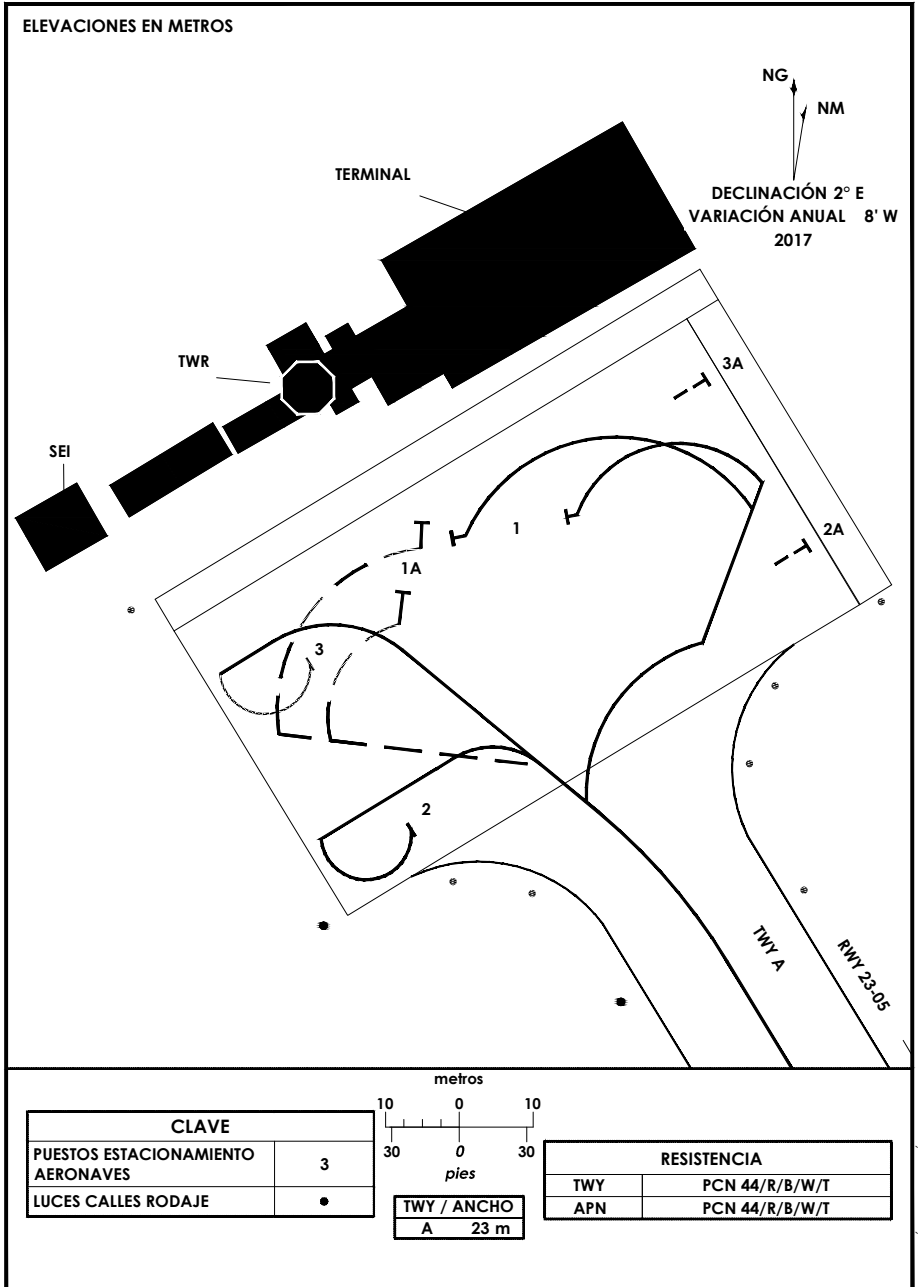 ELEVACIONES EN METROS
NG
NM
DECLINACIÓN 2° E
VARIACIÓN ANUAL 8' W
2017
TERMINAL
TWR
SEI
3A
2A
1
1A
3
2
TWY A
RWY 23-05
metros
10 0 10
30 0 30
pies
CLAVE
PUESTOS ESTACIONAMIENTO
AERONAVES
3
LUCES CALLES RODAJE
TWY / ANCHO
A 23 m
RESISTENCIA
TWY PCN 44/R/B/W/T
APN PCN 44/R/B/W/T